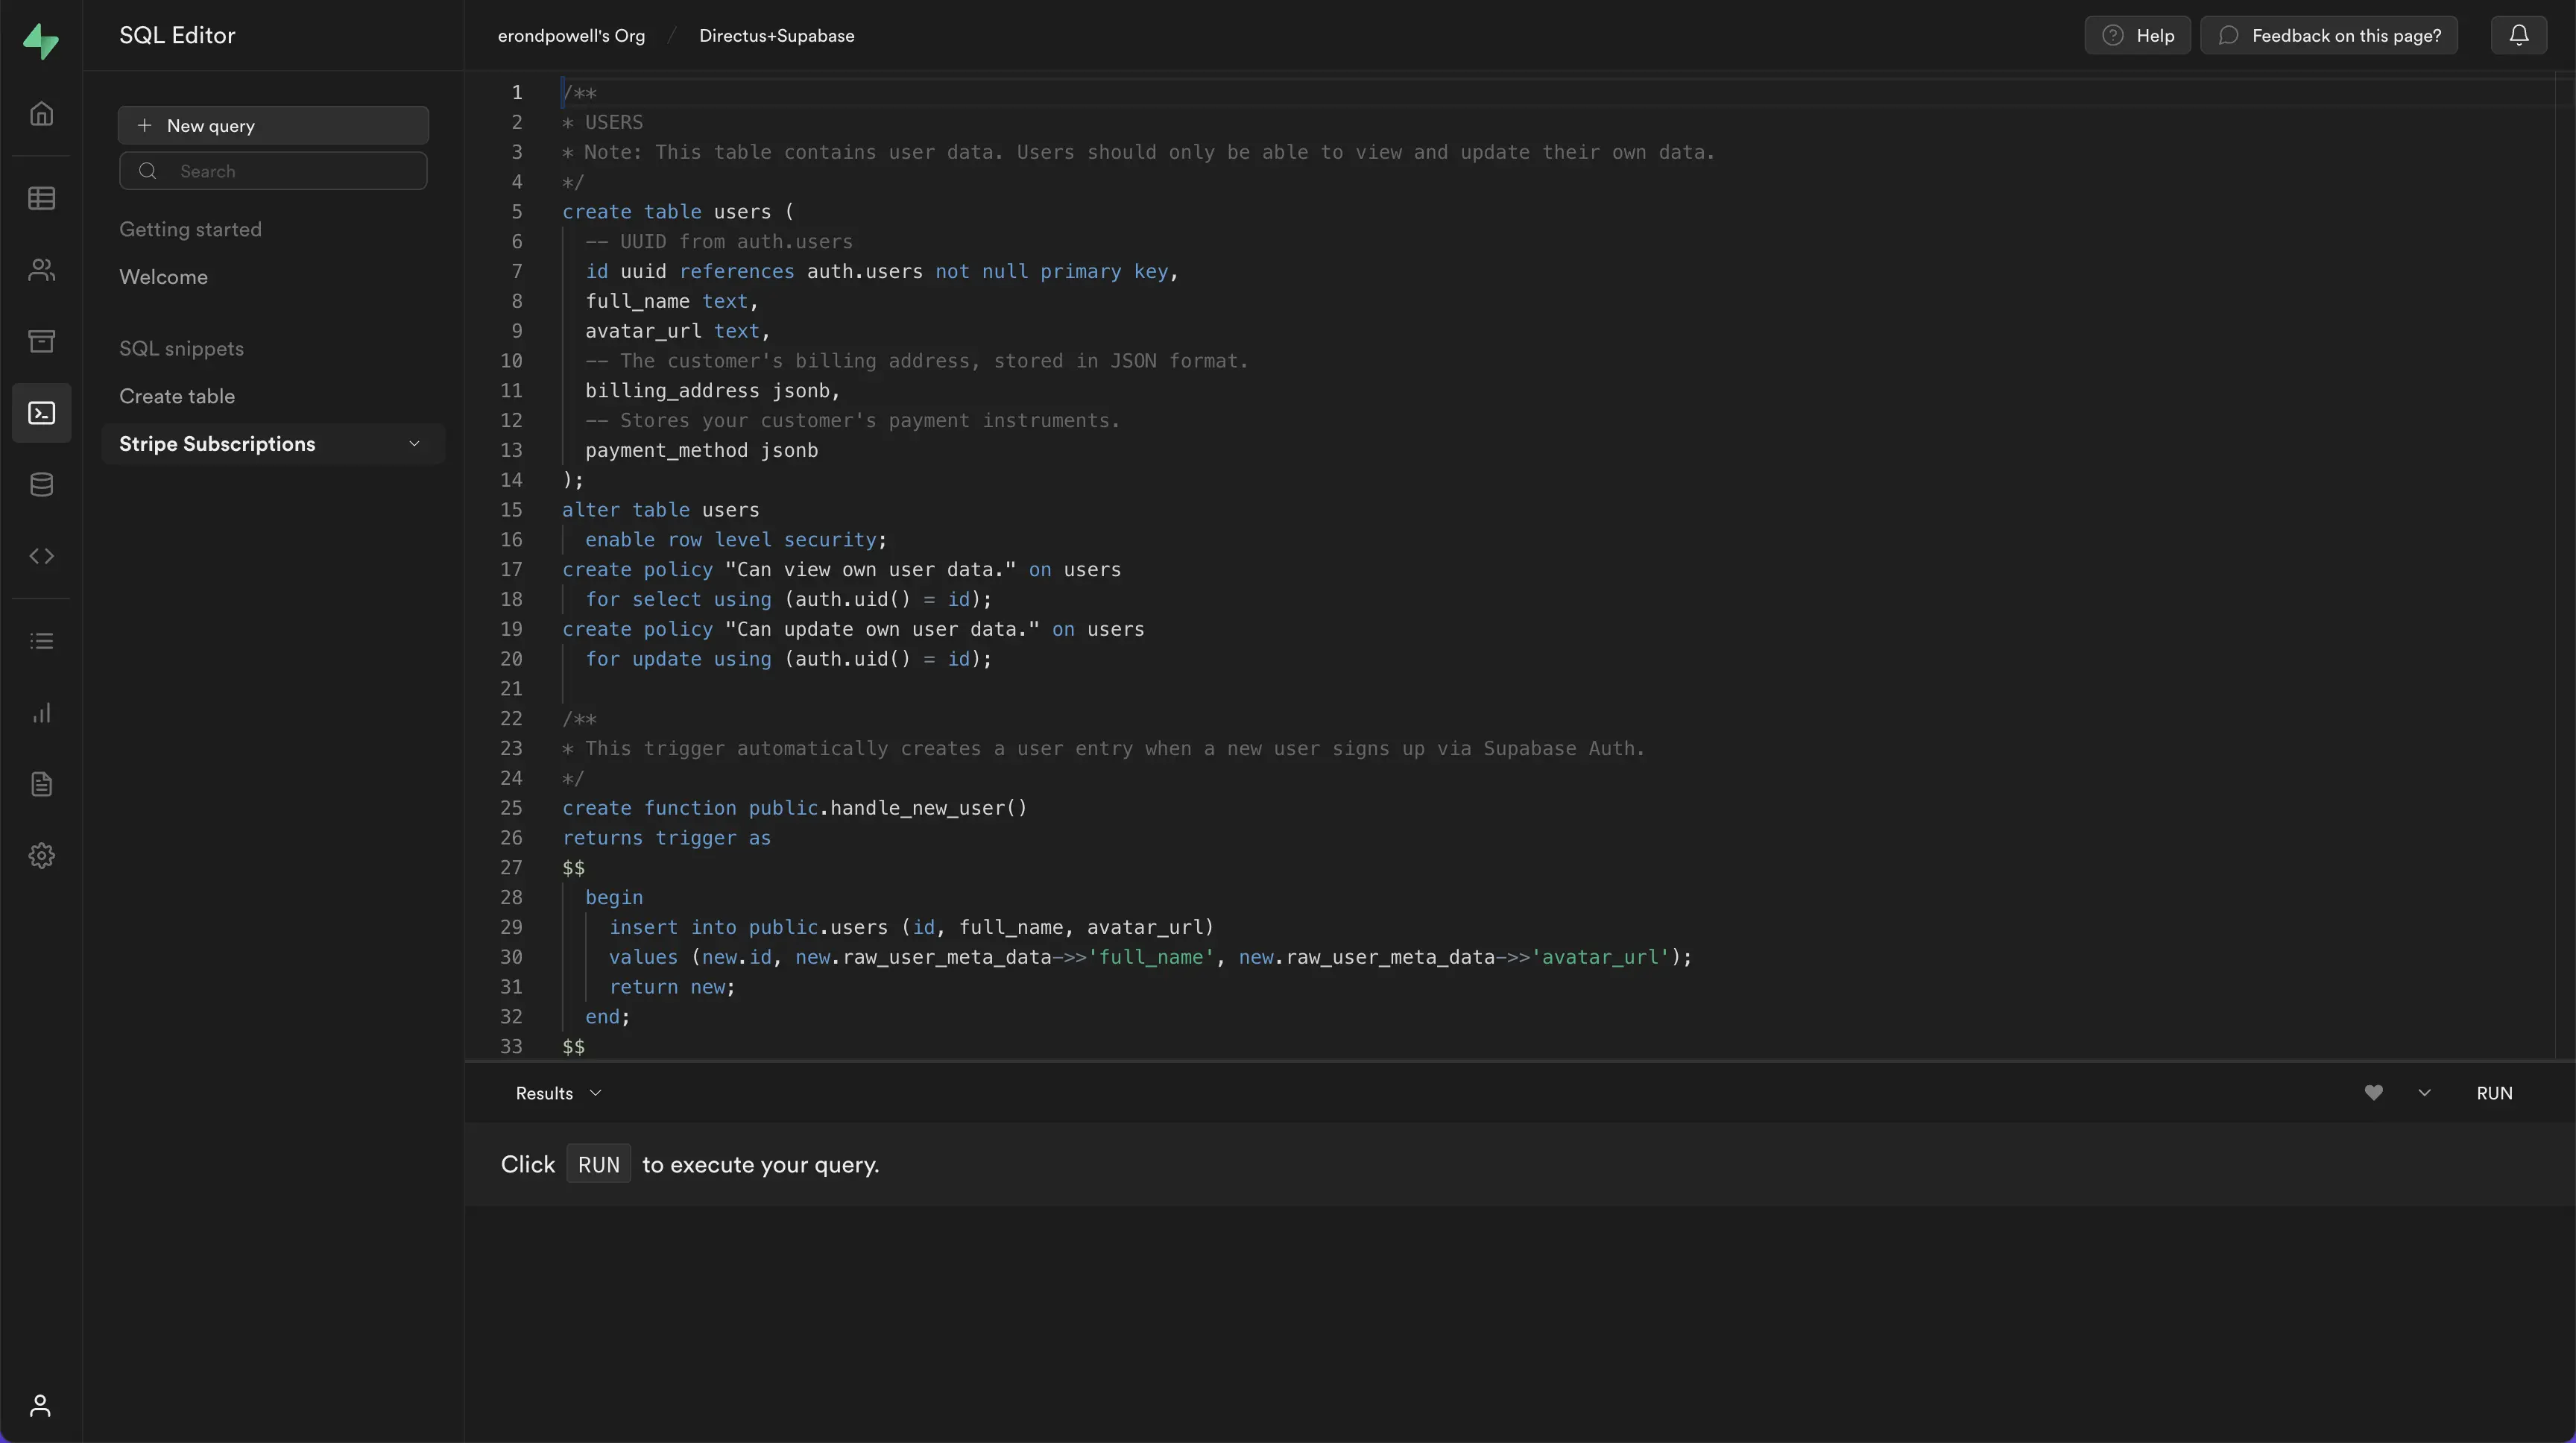 SQL Editor
erondpowell's Org / Directus+Supabase
Help
Feedback on this page?
New query
Search
Getting started
Welcome
SQL snippets
Create table
Stripe Subscriptions
1 /**
2 * USERS
3 * Note: This table contains user data. Users should only be able to view and update their own data.
4 */
5 create table users (
6 -- UUID from auth.users
7 id uuid references auth.users not null primary key,
8 full_name text,
9 avatar_url text,
10 -- The customer's billing address, stored in JSON format.
11 billing_address jsonb,
12 -- Stores your customer's payment instruments.
13 payment_method jsonb
14 );
15 alter table users
16 enable row level security;
17 create policy "Can view own user data." on users
18 for select using (auth.uid() = id);
19 create policy "Can update own user data." on users
20 for update using (auth.uid() = id);
21
22 /**
23 * This trigger automatically creates a user entry when a new user signs up via Supabase Auth.
24 */
25 create function public.handle_new_user()
26 returns trigger as
27 $$
28 begin
29 insert into public.users (id, full_name, avatar_url)
30 values (new.id, new.raw_user_meta_data->>'full_name', new.raw_user_meta_data->>'avatar_url');
31 return new;
32 end;
33 $$
Results
RUN
Click RUN to execute your query.